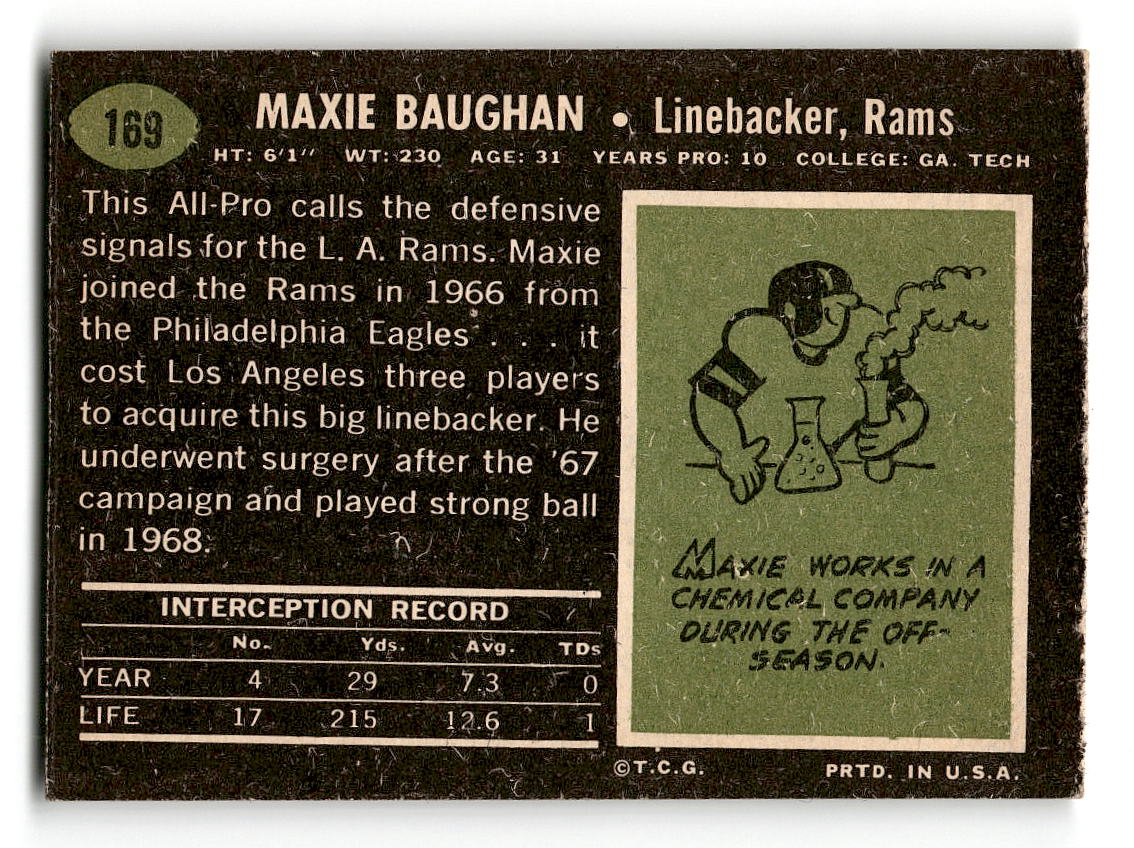 169
MAXIE BAUGHAN • Linebacker, Rams
HT: 6'1" WT: 230 AGE: 31 YEARS PRO: 10 COLLEGE: GA. TECH
This All-Pro calls the defensive
signals for the L. A. Rams. Maxie
joined the Rams in 1966 from
the Philadelphia Eagles . . . it
cost Los Angeles three players
to acquire this big linebacker. He
underwent surgery after the '67
campaign and played strong ball
in 1968.
INTERCEPTION RECORD
No. Yds. Avg. TDs
YEAR 4 29 7.3 0
LIFE 17 215 12.6 1
MAXIE WORKS IN A
CHEMICAL COMPANY
DURING THE OFF-
SEASON.
©T.C.G. PRTD. IN U.S.A.